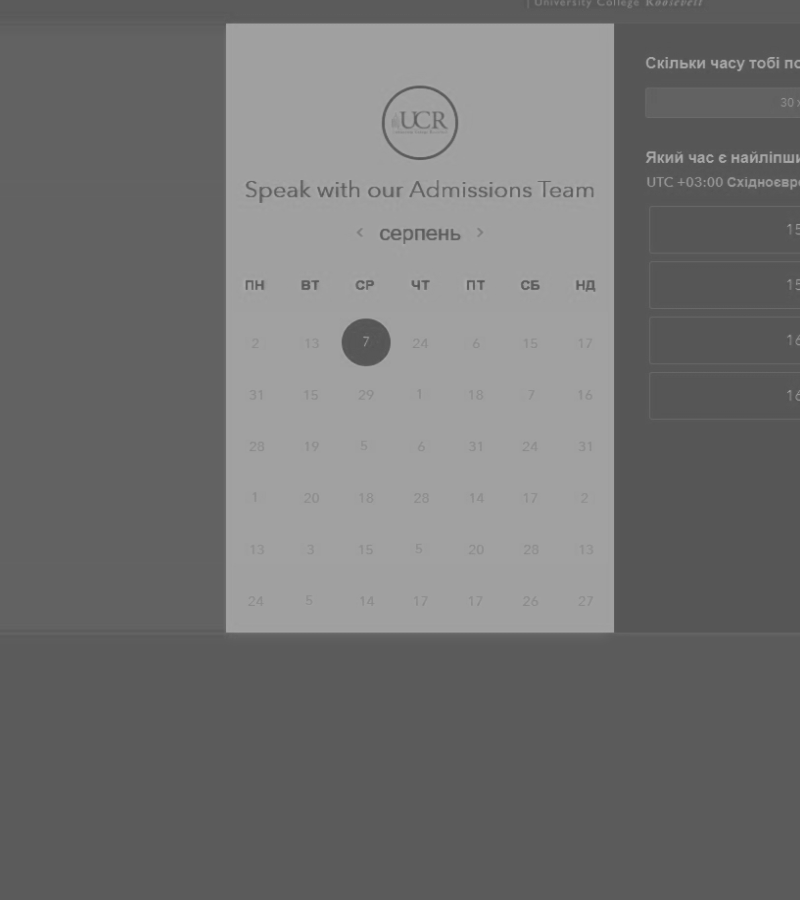 | University College Roosevelt
UCR
Speak with our Admissions Team
‹ серпень ›
ПН ВТ СР ЧТ ПТ СБ НД
2 13 7 24 6 15 17
31 15 29 1 18 7 16
28 19 5 6 31 24 31
1 20 18 28 14 17 2
13 3 15 5 20 28 13
24 5 14 17 17 26 27
Скільки часу тобі
30
Який час є
UTC +03:00
15
15
16
16